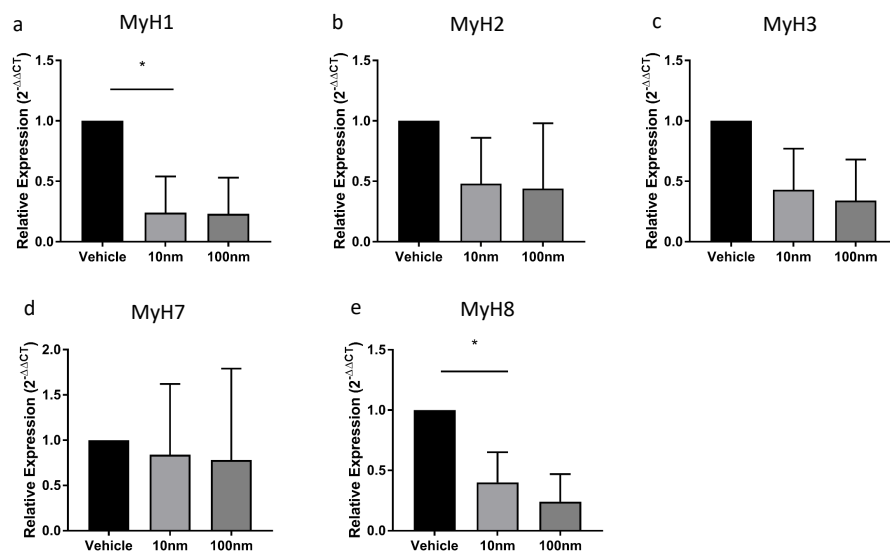 a
MyH1
Relative Expression (2-ΔΔCT)
1.5
1.0
0.5
0.0
*
Vehicle 10nm 100nm
b
MyH2
Relative Expression (2-ΔΔCT)
1.5
1.0
0.5
0.0
Vehicle 10nm 100nm
c
MyH3
Relative Expression (2-ΔΔCT)
1.5
1.0
0.5
0.0
Vehicle 10nm 100nm
d
MyH7
Relative Expression (2-ΔΔCT)
2.0
1.5
1.0
0.5
0.0
Vehicle 10nm 100nm
e
MyH8
Relative Expression (2-ΔΔCT)
1.5
1.0
0.5
0.0
*
Vehicle 10nm 100nm